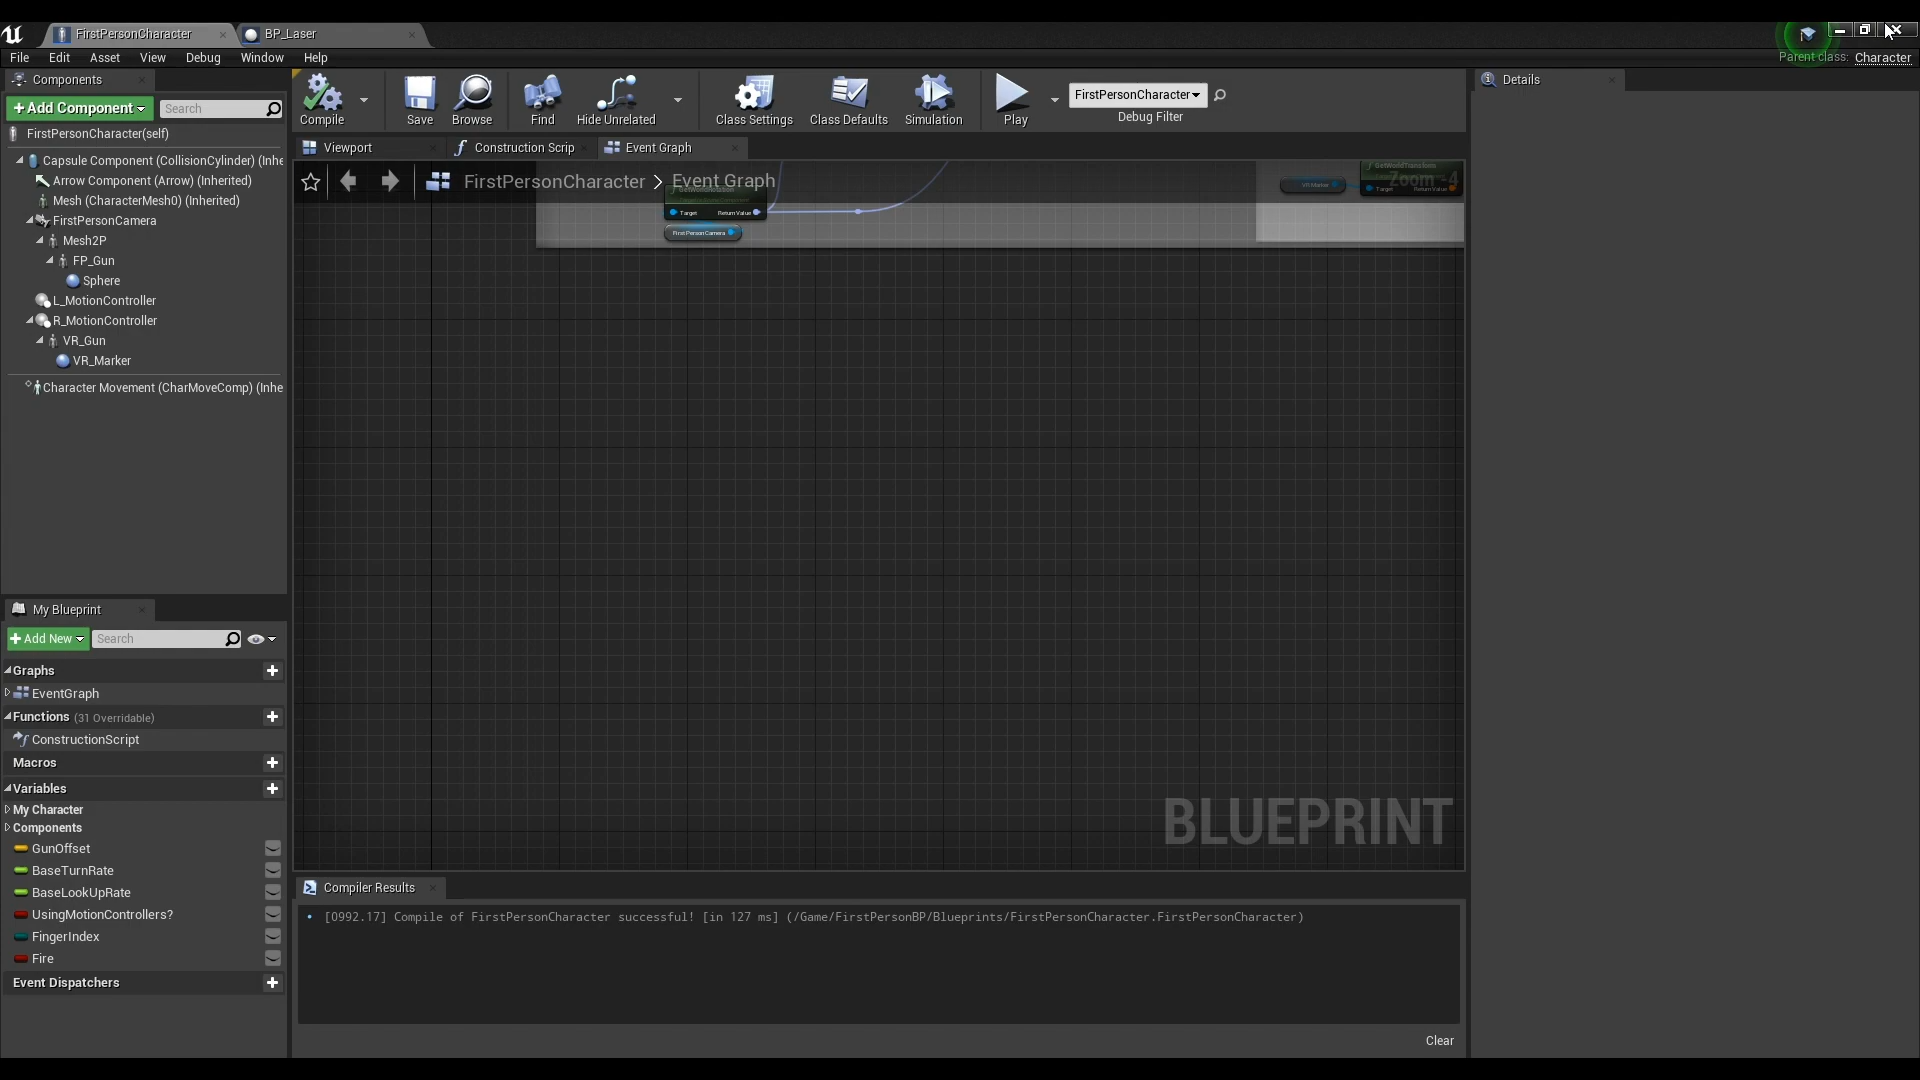 FirstPersonCharacter
BP_Laser
File Edit Asset View Debug Window Help
Parent class: Character
Components
+ Add Component
Search
FirstPersonCharacter(self)
Capsule Component (CollisionCylinder) (Inhe
Arrow Component (Arrow) (Inherited)
Mesh (CharacterMesh0) (Inherited)
FirstPersonCamera
Mesh2P
FP_Gun
Sphere
L_MotionController
R_MotionController
VR_Gun
VR_Marker
Character Movement (CharMoveComp) (Inhe
My Blueprint
+ Add New
Search
Graphs
EventGraph
Functions (31 Overridable)
ConstructionScript
Macros
Variables
My Character
Components
GunOffset
BaseTurnRate
BaseLookUpRate
UsingMotionControllers?
FingerIndex
Fire
Event Dispatchers
Compile
Save
Browse
Find
Hide Unrelated
Class Settings
Class Defaults
Simulation
Play
FirstPersonCharacter
Debug Filter
Viewport
Construction Scrip
Event Graph
FirstPersonCharacter > Event Graph
Zoom -4
GetWorldRotation
Target Return Value
First Person Camera
VR Marker
GetWorldTransform
Target Return Value
BLUEPRINT
Compiler Results
[0992.17] Compile of FirstPersonCharacter successful! [in 127 ms] (/Game/FirstPersonBP/Blueprints/FirstPersonCharacter.FirstPersonCharacter)
Clear
Details